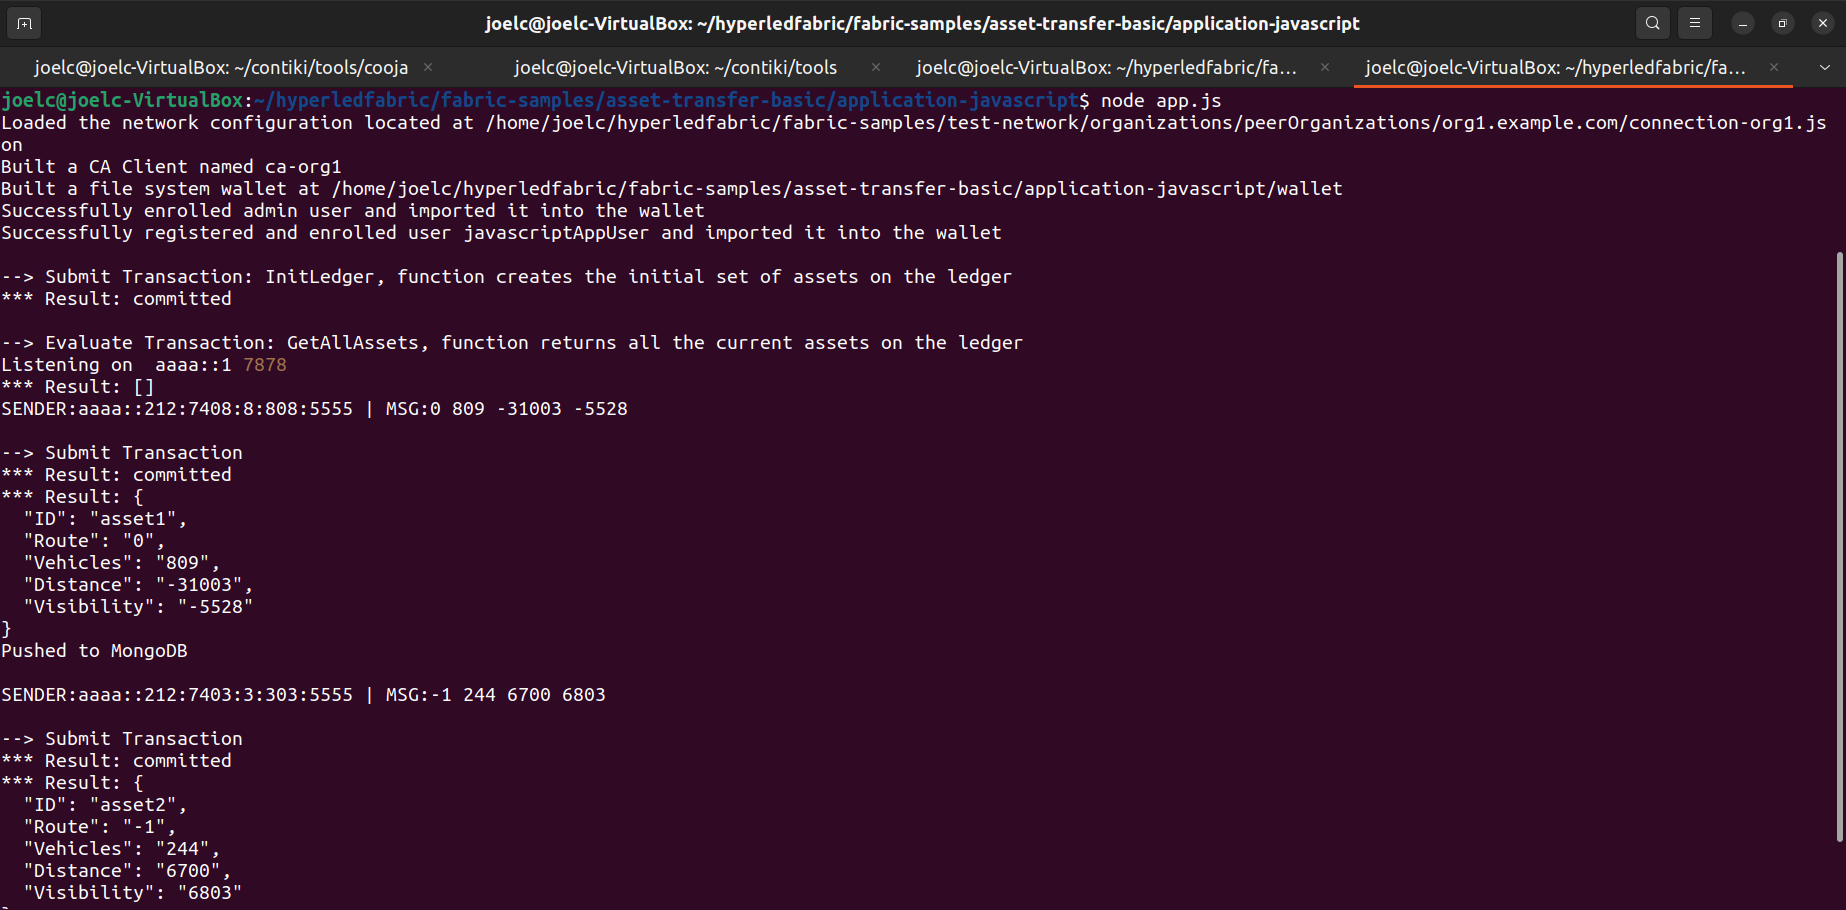 joelc@joelc-VirtualBox: ~/hyperledfabric/fabric-samples/asset-transfer-basic/application-javascript
joelc@joelc-VirtualBox: ~/contiki/tools/cooja × joelc@joelc-VirtualBox: ~/contiki/tools × joelc@joelc-VirtualBox: ~/hyperledfabric/fa... × joelc@joelc-VirtualBox: ~/hyperledfabric/fa... ×
joelc@joelc-VirtualBox:~/hyperledfabric/fabric-samples/asset-transfer-basic/application-javascript$ node app.js
Loaded the network configuration located at /home/joelc/hyperledfabric/fabric-samples/test-network/organizations/peerOrganizations/org1.example.com/connection-org1.js
on
Built a CA Client named ca-org1
Built a file system wallet at /home/joelc/hyperledfabric/fabric-samples/asset-transfer-basic/application-javascript/wallet
Successfully enrolled admin user and imported it into the wallet
Successfully registered and enrolled user javascriptAppUser and imported it into the wallet
--> Submit Transaction: InitLedger, function creates the initial set of assets on the ledger
*** Result: committed
--> Evaluate Transaction: GetAllAssets, function returns all the current assets on the ledger
Listening on  aaaa::1 7878
*** Result: []
SENDER:aaaa::212:7408:8:808:5555 | MSG:0 809 -31003 -5528
--> Submit Transaction
*** Result: committed
*** Result: {
  "ID": "asset1",
  "Route": "0",
  "Vehicles": "809",
  "Distance": "-31003",
  "Visibility": "-5528"
}
Pushed to MongoDB
SENDER:aaaa::212:7403:3:303:5555 | MSG:-1 244 6700 6803
--> Submit Transaction
*** Result: committed
*** Result: {
  "ID": "asset2",
  "Route": "-1",
  "Vehicles": "244",
  "Distance": "6700",
  "Visibility": "6803"